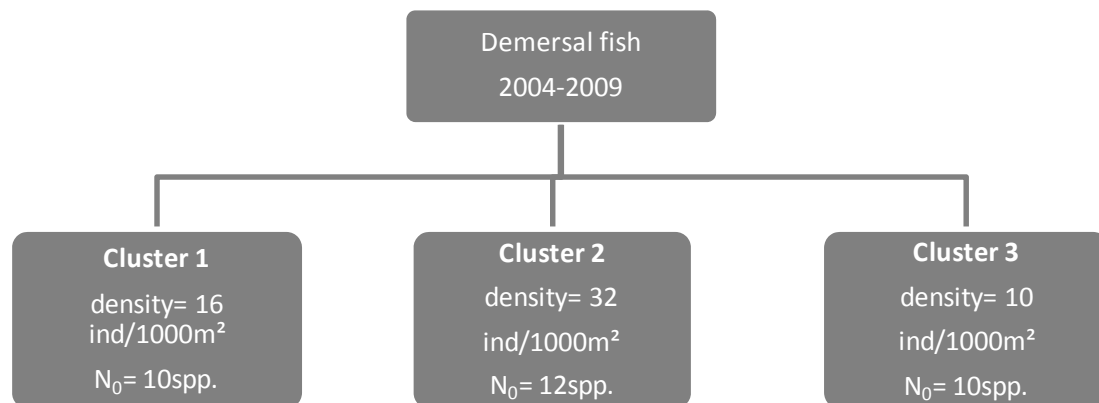 Demersal fish
2004-2009
Cluster 1
density= 16
ind/1000m²
N₀= 10spp.
Cluster 2
density= 32
ind/1000m²
N₀= 12spp.
Cluster 3
density= 10
ind/1000m²
N₀= 10spp.